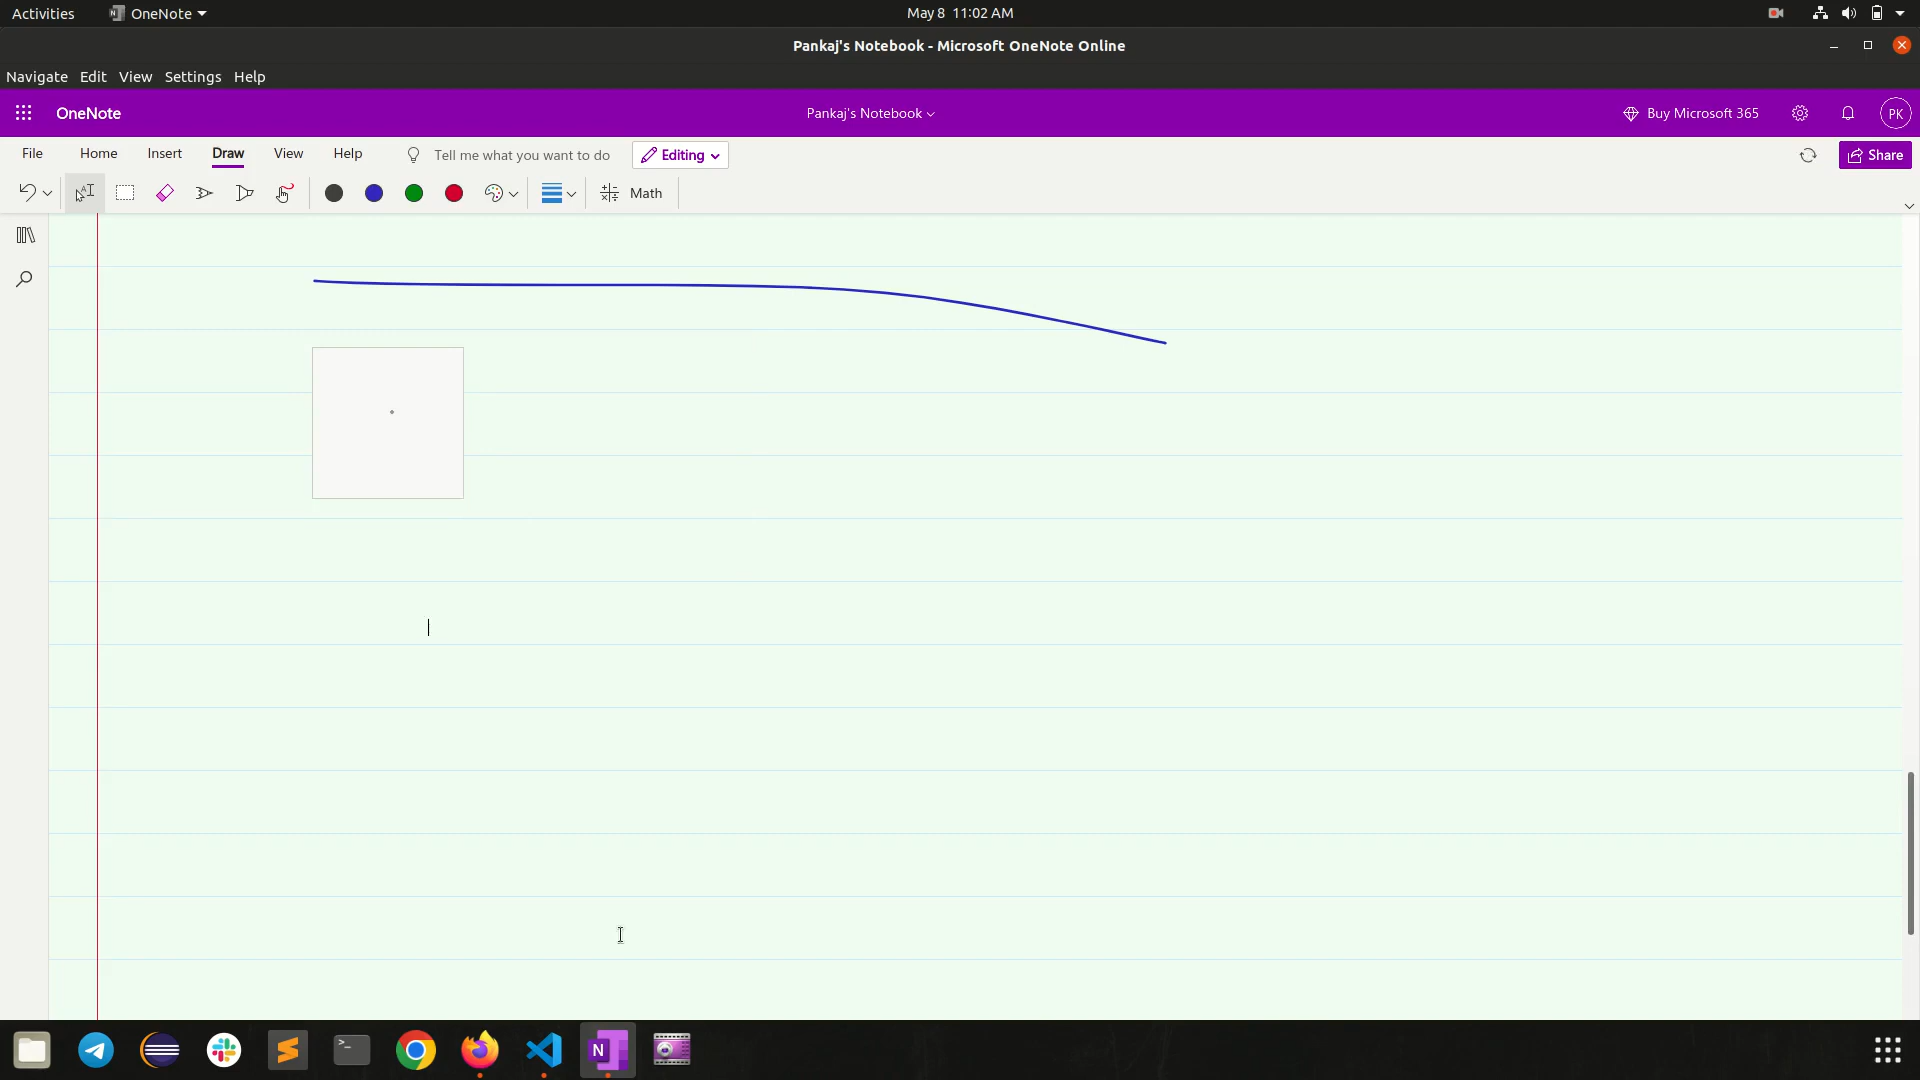 Activities OneNote May 8 11:02 AM
Pankaj's Notebook - Microsoft OneNote Online
Navigate Edit View Settings Help
OneNote Pankaj's Notebook Buy Microsoft 365 PK
File Home Insert Draw View Help Tell me what you want to do Editing Share
Math